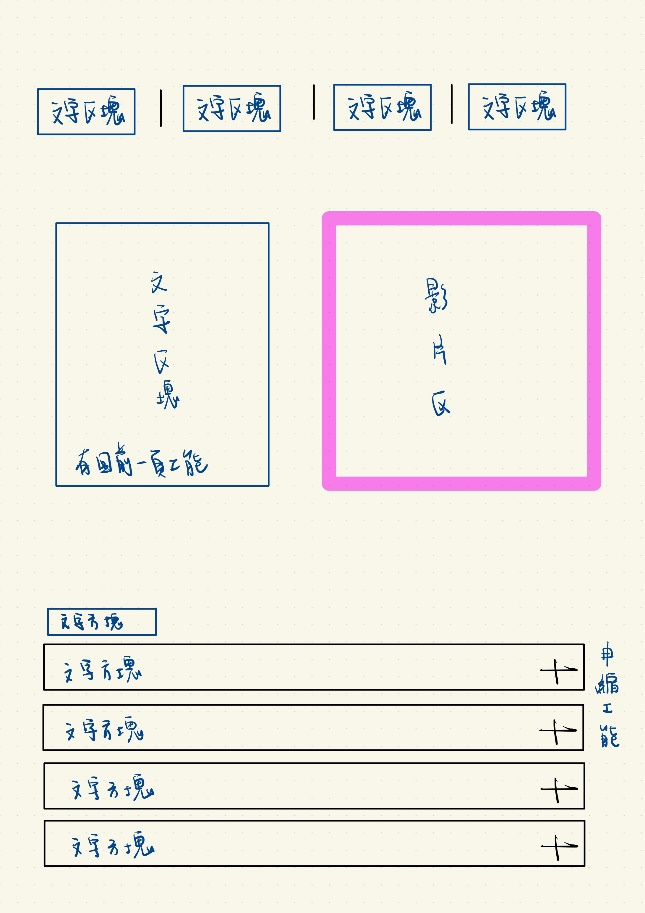 文字区塊 | 文字区塊 | 文字区塊 | 文字区塊
文字区塊
有回前一頁工能
影片区
文字方塊
文字方塊 +
文字方塊 +
文字方塊 +
文字方塊 +
申縮工能